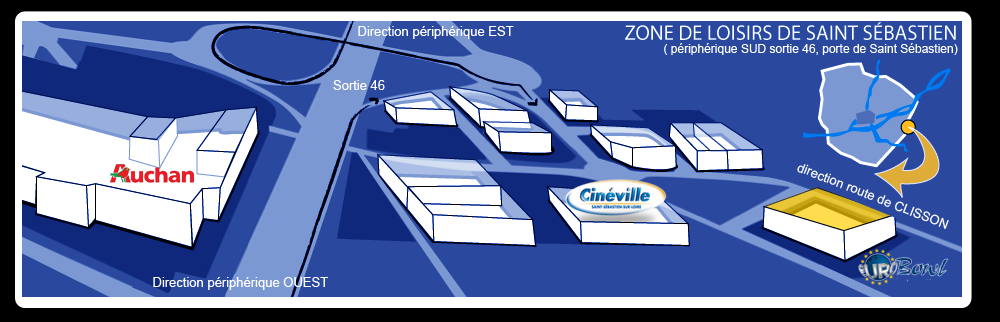 Direction périphérique EST
ZONE DE LOISIRS DE SAINT SÉBASTIEN
( périphérique SUD sortie 46, porte de Saint Sébastien)
Sortie 46
Auchan
Cinéville
SAINT-SÉBASTIEN-SUR-LOIRE
direction route de CLISSON
EURO Bowl
Direction périphérique OUEST